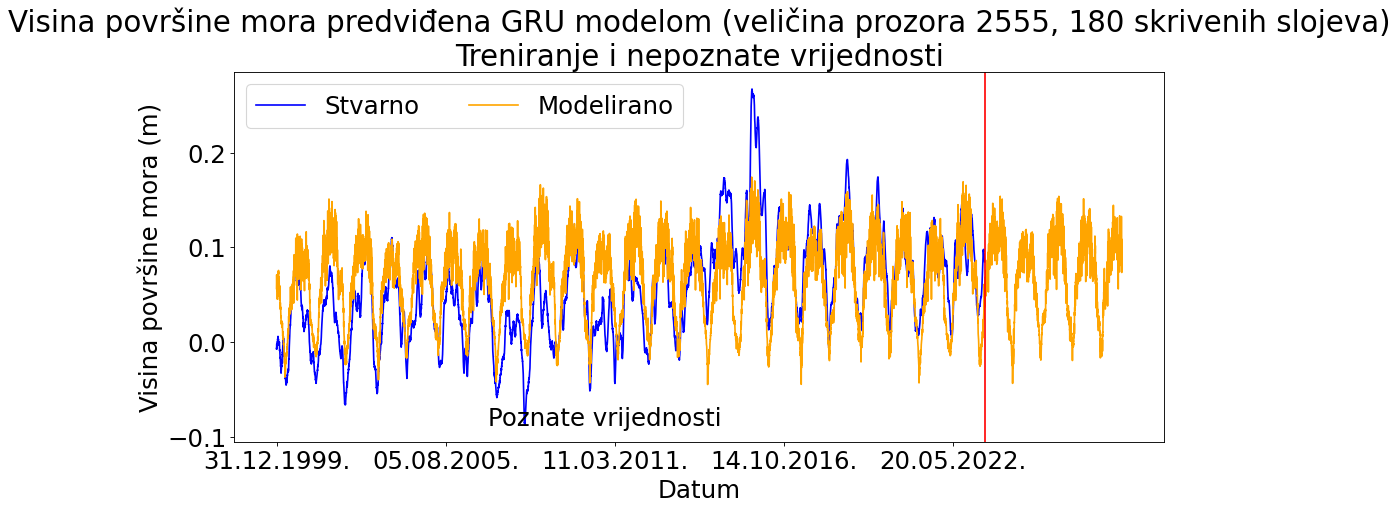 Visina površine mora predviđena GRU modelom (veličina prozora 2555, 180 skrivenih slojeva)
Treniranje i nepoznate vrijednosti
Stvarno
Modelirano
Visina površine mora (m)
0.2
0.1
0.0
−0.1
Poznate vrijednosti
31.12.1999.
05.08.2005.
11.03.2011.
14.10.2016.
20.05.2022.
Datum